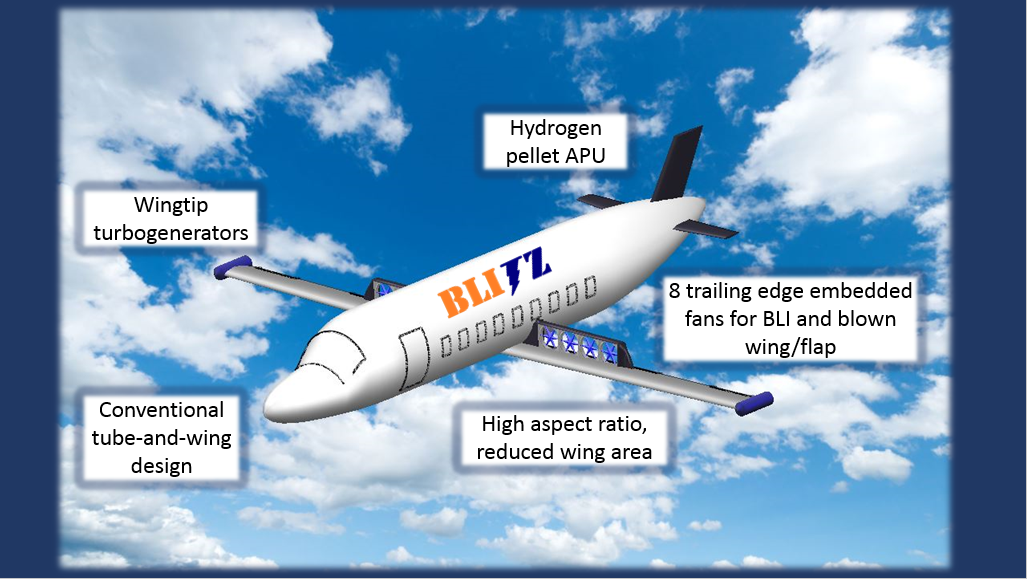 Hydrogen
pellet APU
Wingtip
turbogenerators
BLITZ
8 trailing edge embedded
fans for BLI and blown
wing/flap
Conventional
tube-and-wing
design
High aspect ratio,
reduced wing area